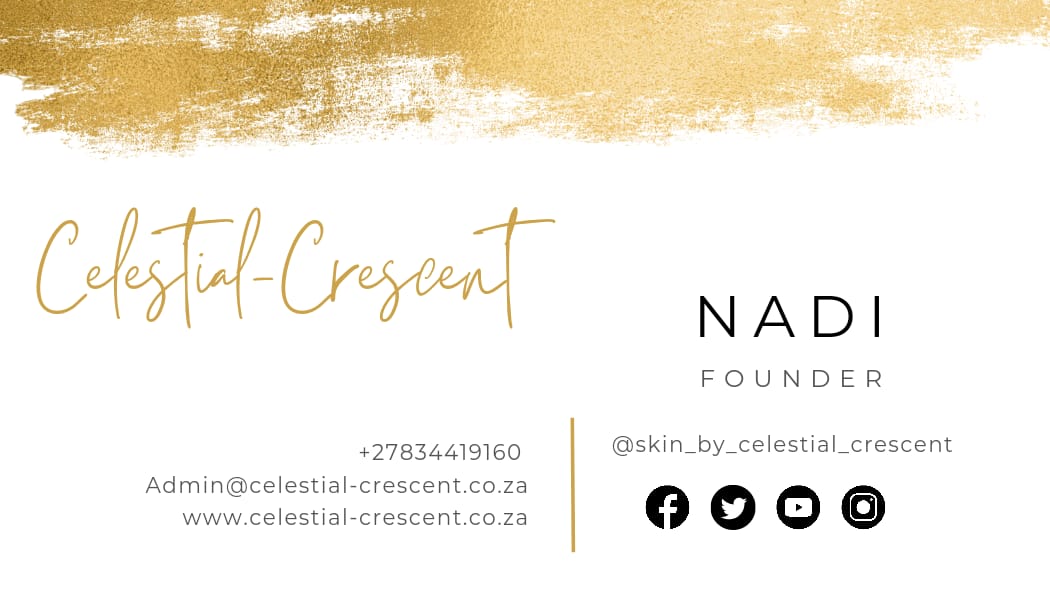 Celestial-Crescent
NADI
FOUNDER
+27834419160
Admin@celestial-crescent.co.za
www.celestial-crescent.co.za
@skin_by_celestial_crescent